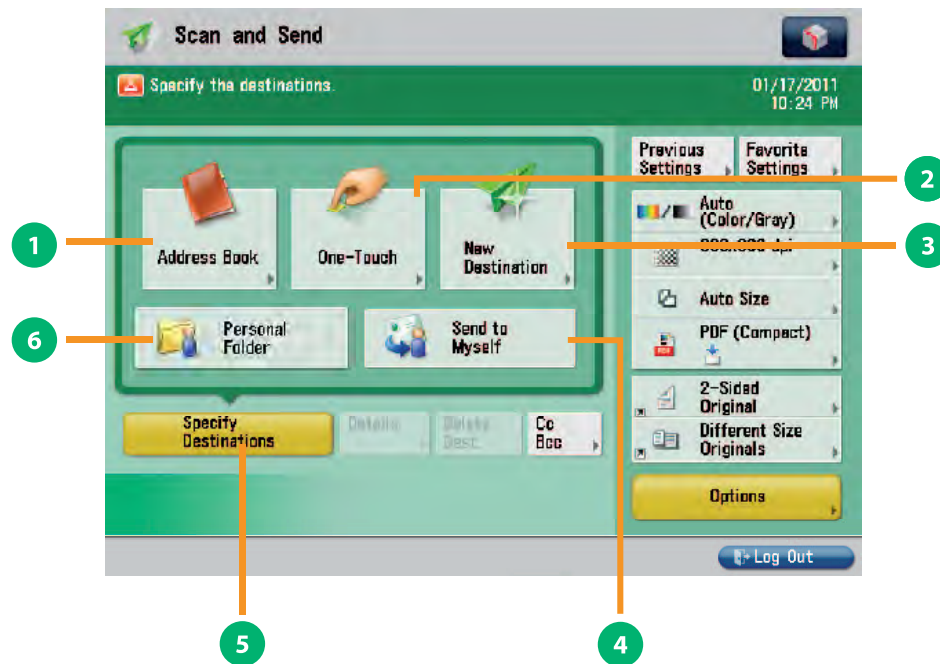 Scan and Send
Specify the destinations.
01/17/2011
10:24 PM
Previous
Settings
Favorite
Settings
2
1
Address Book
One-Touch
New
Destination
3
Auto
(Color/Gray)
dpi
Auto Size
6
Personal
Folder
Send to
Myself
PDF (Compact)
PDF
2-Sided
Original
Different Size
Originals
Specify
Destinations
Details
Delete
Dest.
Cc
Bcc
Options
Log Out
5
4